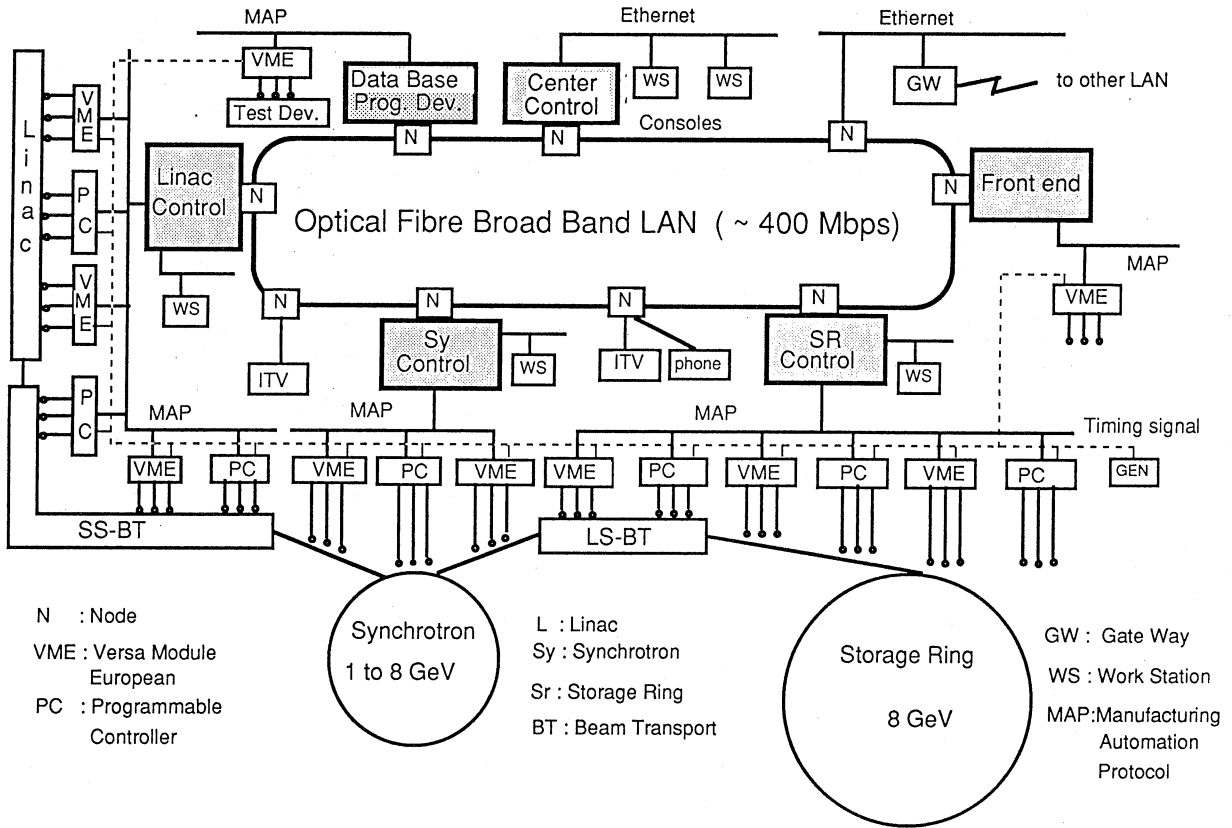 MAP
Ethernet
Ethernet
VME
Test Dev.
Data Base
Prog. Dev.
Center
Control
WS
WS
GW
to other LAN
Consoles
N
N
N
Linac
VME
PC
VME
PC
Linac
Control
N
N
Front end
Optical Fibre Broad Band LAN ( ~ 400 Mbps)
MAP
WS
N
N
N
N
VME
ITV
Sy
Control
WS
ITV
phone
SR
Control
WS
MAP
MAP
MAP
Timing signal
VME
PC
VME
PC
VME
VME
PC
VME
PC
VME
PC
GEN
SS-BT
LS-BT
Synchrotron
1 to 8 GeV
Storage Ring
8 GeV
N : Node
VME : Versa Module
European
PC : Programmable
Controller
L : Linac
Sy : Synchrotron
Sr : Storage Ring
BT : Beam Transport
GW : Gate Way
WS : Work Station
MAP:Manufacturing
Automation
Protocol